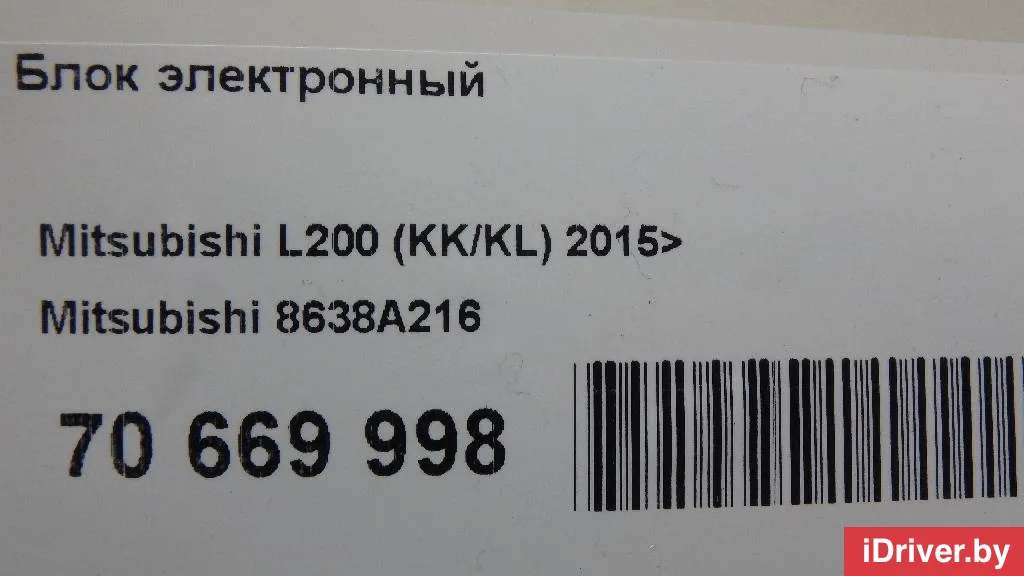 Блок электронный
Mitsubishi L200 (KK/KL) 2015>
Mitsubishi 8638A216
70 669 998
iDriver.by